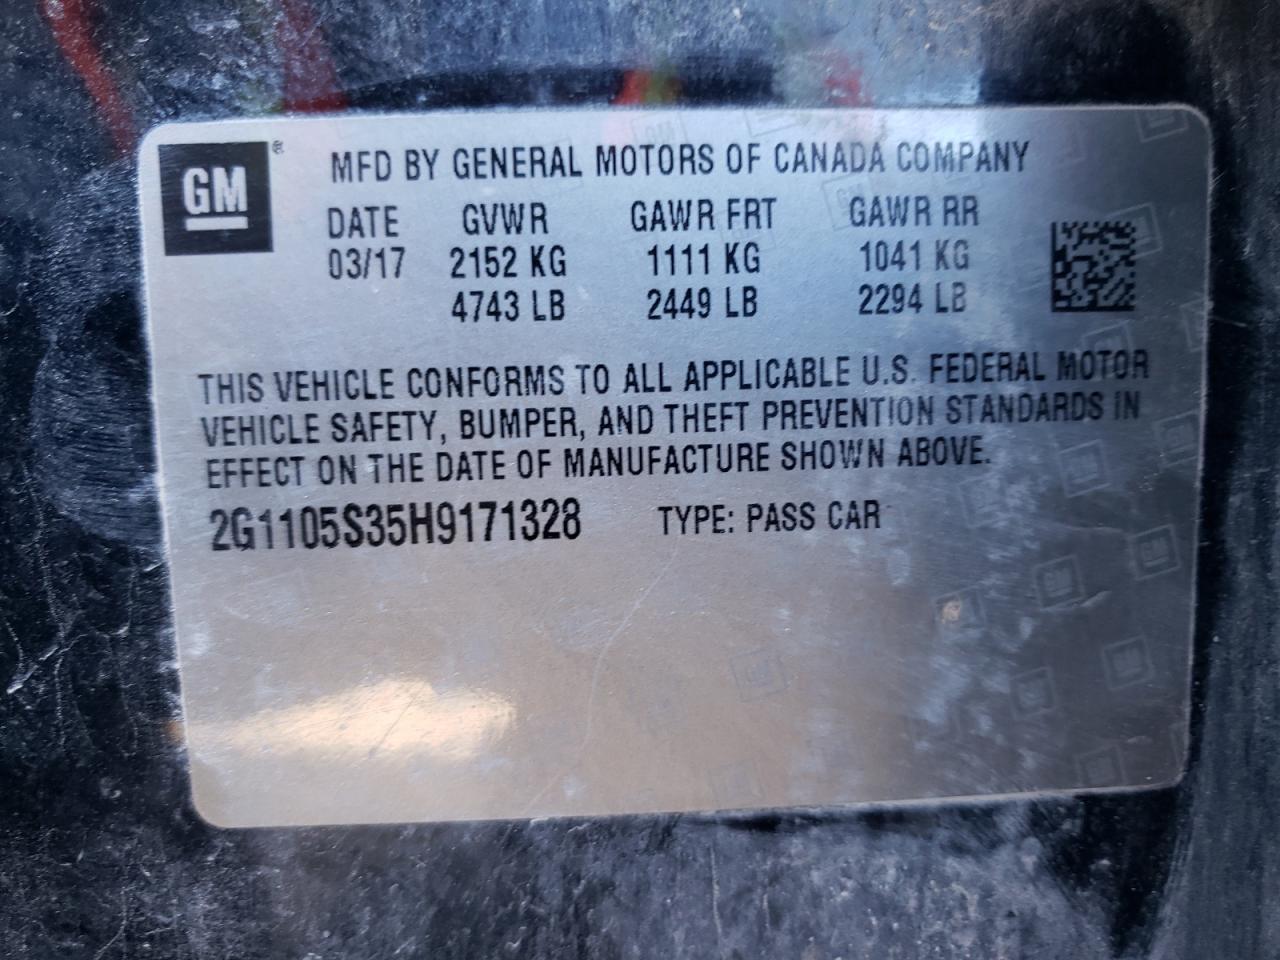 GM®
MFD BY GENERAL MOTORS OF CANADA COMPANY
DATE GVWR GAWR FRT GAWR RR
03/17 2152 KG 1111 KG 1041 KG
4743 LB 2449 LB 2294 LB
THIS VEHICLE CONFORMS TO ALL APPLICABLE U.S. FEDERAL MOTOR
VEHICLE SAFETY, BUMPER, AND THEFT PREVENTION STANDARDS IN
EFFECT ON THE DATE OF MANUFACTURE SHOWN ABOVE.
2G1105S35H9171328 TYPE: PASS CAR